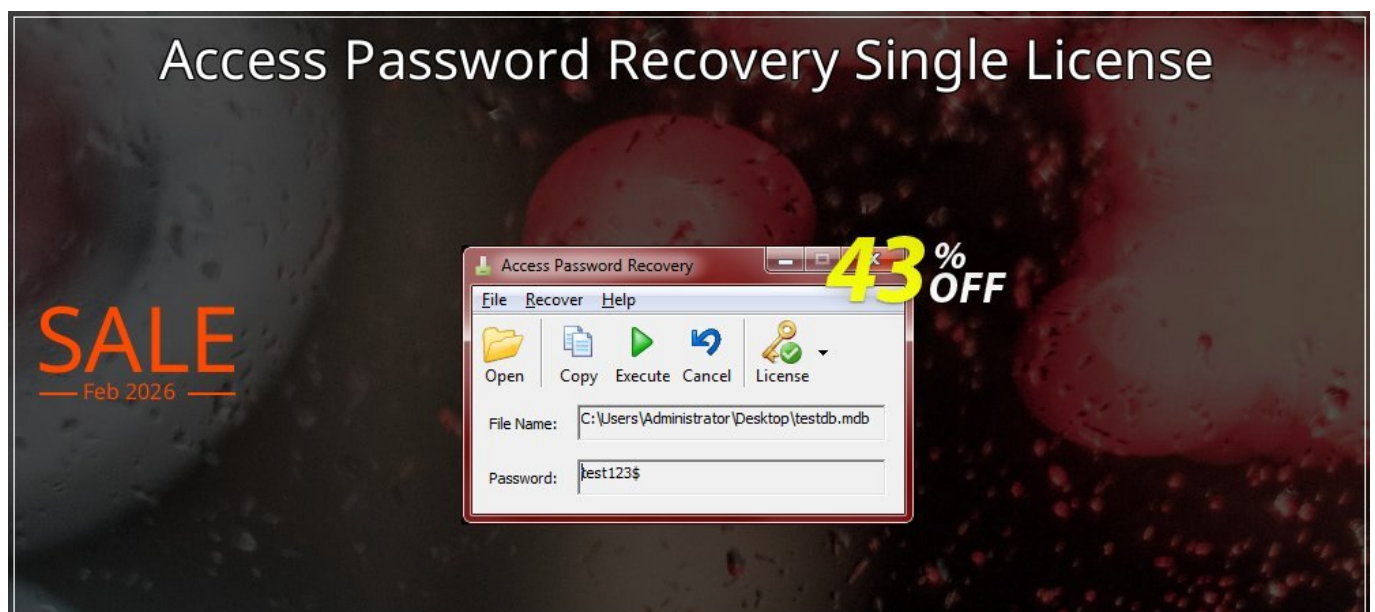 Access Password Recovery Single License
SALE
Feb 2026
43% OFF
Access Password Recovery
File Recover Help
Open Copy Execute Cancel License
File Name: C:\Users\Administrator\Desktop\testdb.mdb
Password: test123$